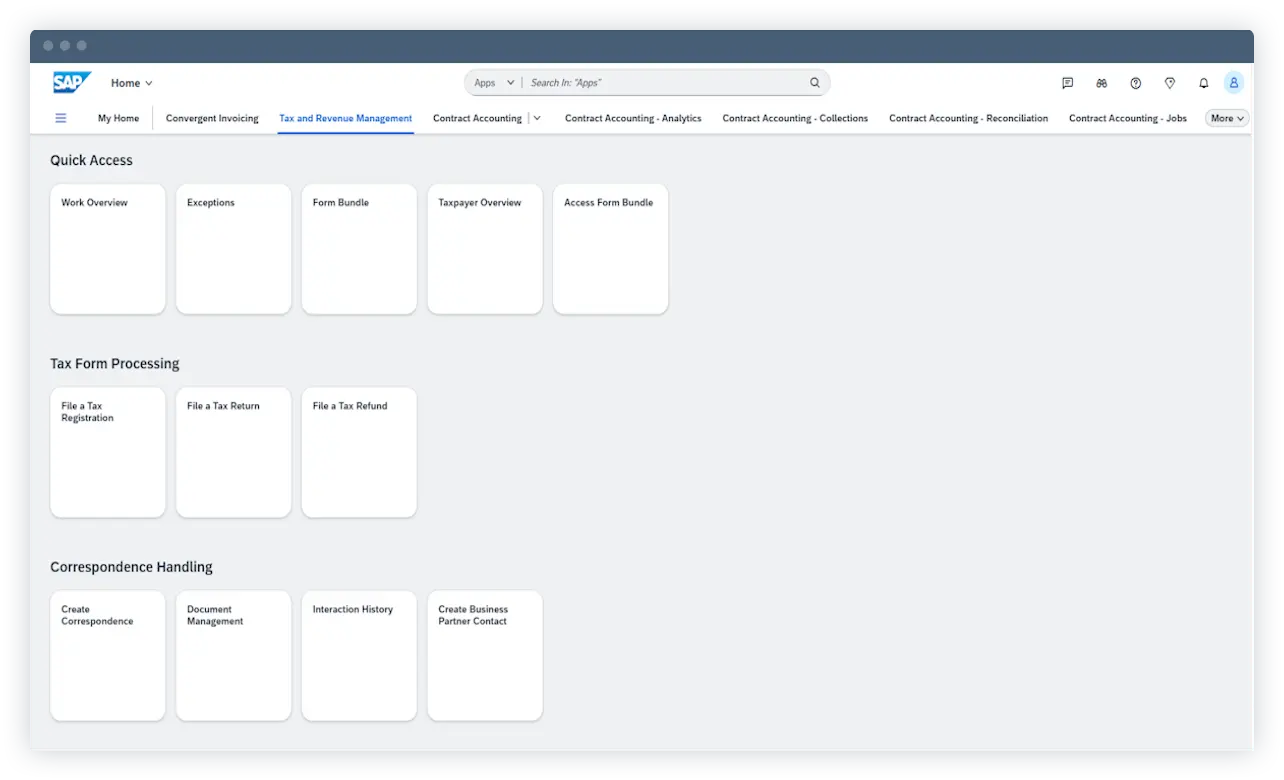 SAP
Home
Apps
Search In: "Apps"
My Home
Convergent Invoicing
Tax and Revenue Management
Contract Accounting
Contract Accounting - Analytics
Contract Accounting - Collections
Contract Accounting - Reconciliation
Contract Accounting - Jobs
More
Quick Access
Work Overview
Exceptions
Form Bundle
Taxpayer Overview
Access Form Bundle
Tax Form Processing
File a Tax
Registration
File a Tax Return
File a Tax Refund
Correspondence Handling
Create
Correspondence
Document
Management
Interaction History
Create Business
Partner Contact